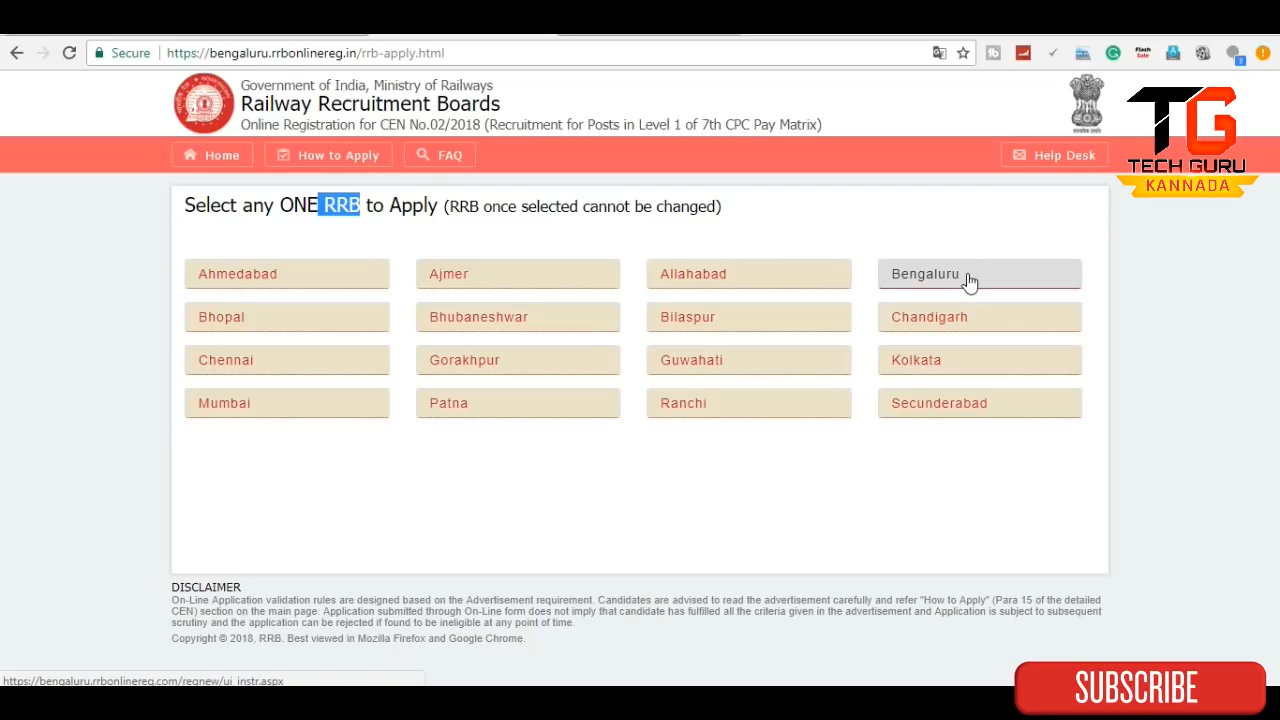 Secure | https://bengaluru.rrbonlinereg.in/rrb-apply.html
Flash Sale
Government of India, Ministry of Railways
Railway Recruitment Boards
Online Registration for CEN No.02/2018 (Recruitment for Posts in Level 1 of 7th CPC Pay Matrix)
TG
TECH GURU
KANNADA
Home How to Apply FAQ Help Desk
Select any ONE RRB to Apply (RRB once selected cannot be changed)
Ahmedabad Ajmer Allahabad Bengaluru
Bhopal Bhubaneshwar Bilaspur Chandigarh
Chennai Gorakhpur Guwahati Kolkata
Mumbai Patna Ranchi Secunderabad
DISCLAIMER
On-Line Application validation rules are designed based on the Advertisement requirement. Candidates are advised to read the advertisement carefully and refer "How to Apply" (Para 15 of the detailed
CEN) section on the main page. Application submitted through On-Line form does not imply that candidate has fulfilled all the criteria given in the advertisement and Application is subject to subsequent
scrutiny and the application can be rejected if found to be ineligible at any point of time.
Copyright © 2018, RRB. Best viewed in Mozilla Firefox and Google Chrome.
https://bengaluru.rrbonlinereg.com/regnew/ui_instr.aspx
SUBSCRIBE